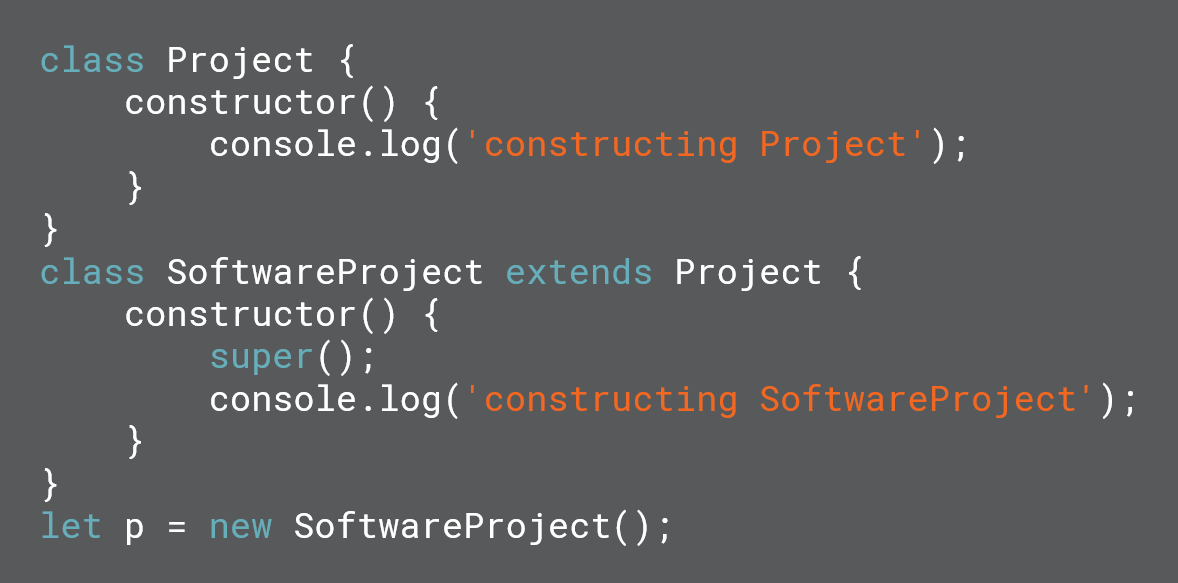 class Project {
    constructor() {
        console.log('constructing Project');
    }
}
class SoftwareProject extends Project {
    constructor() {
        super();
        console.log('constructing SoftwareProject');
    }
}
let p = new SoftwareProject();